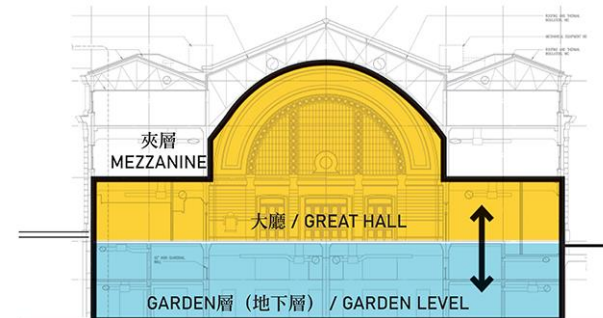 夾層
MEZZANINE
大廳 / GREAT HALL
GARDEN層（地下層） / GARDEN LEVEL